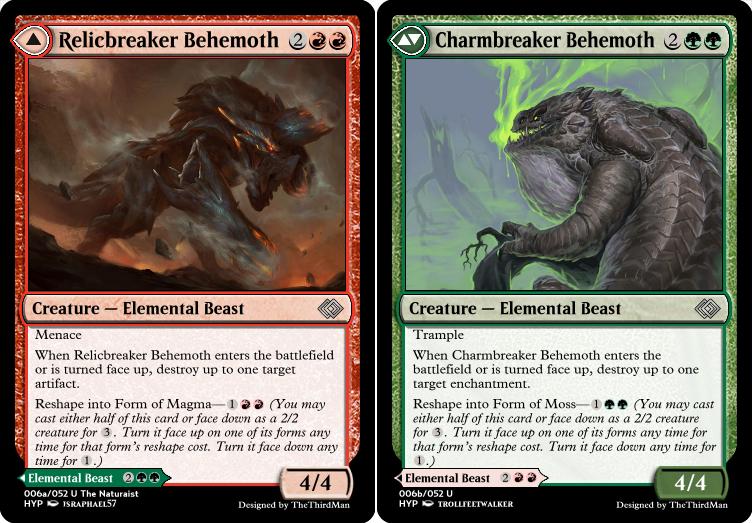 Relicbreaker Behemoth 2
Creature — Elemental Beast
Menace
When Relicbreaker Behemoth enters the battlefield
or is turned face up, destroy up to one target
artifact.
Reshape into Form of Magma—1 (You may
cast either half of this card or face down as a 2/2
creature for 3. Turn it face up on one of its forms any
time for that form's reshape cost. Turn it face down any
time for 1.)
Elemental Beast 2
4/4
006a/052 U The Naturaist
HYP ISRAPHAEL57
Designed by TheThirdMan
Charmbreaker Behemoth 2
Creature — Elemental Beast
Trample
When Charmbreaker Behemoth enters the
battlefield or is turned face up, destroy up to one
target enchantment.
Reshape into Form of Moss—1 (You may cast
either half of this card or face down as a 2/2
creature for 3. Turn it face up on one of its forms any
time for that form's reshape cost. Turn it face down
any time for 1.)
Elemental Beast 2
4/4
006b/052 U
HYP TROLLFEETWALKER
Designed by TheThirdMan